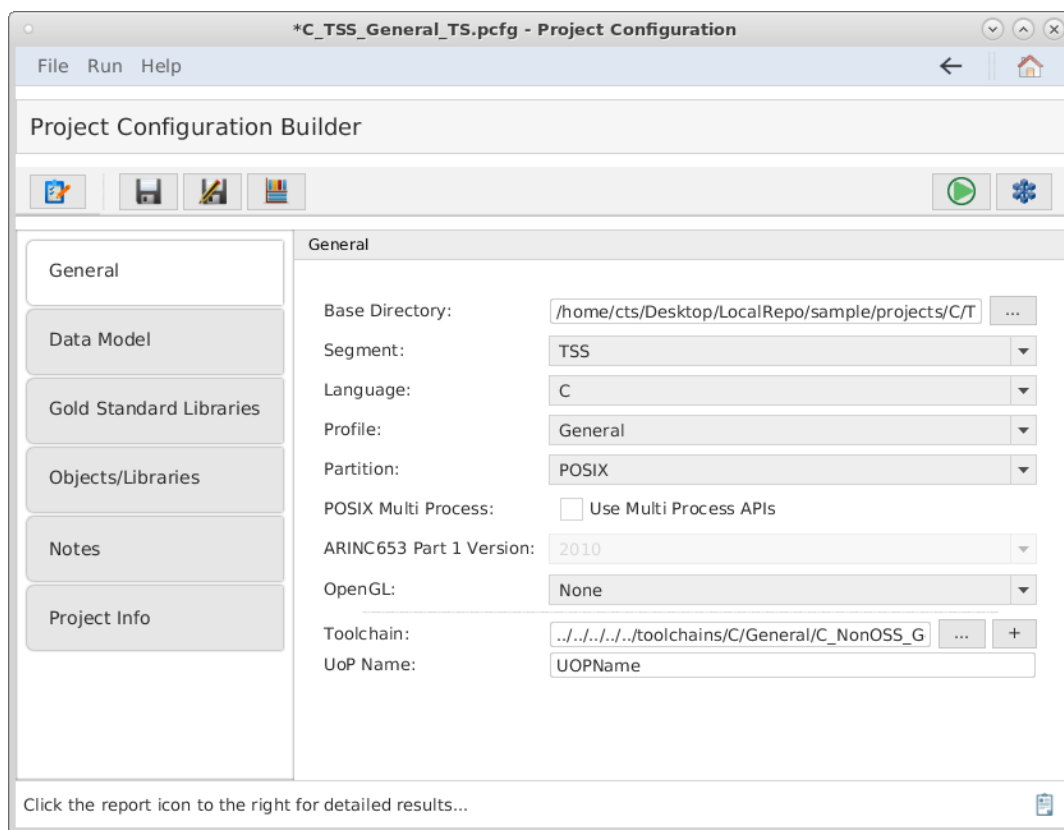 *C_TSS_General_TS.pcfg - Project Configuration
File Run Help
Project Configuration Builder
General
General
Data Model
Gold Standard Libraries
Objects/Libraries
Notes
Project Info
Base Directory: /home/cts/Desktop/LocalRepo/sample/projects/C/T ...
Segment: TSS
Language: C
Profile: General
Partition: POSIX
POSIX Multi Process: Use Multi Process APIs
ARINC653 Part 1 Version: 2010
OpenGL: None
Toolchain: ../../../../../toolchains/C/General/C_NonOSS_G ... +
UoP Name: UOPName
Click the report icon to the right for detailed results...